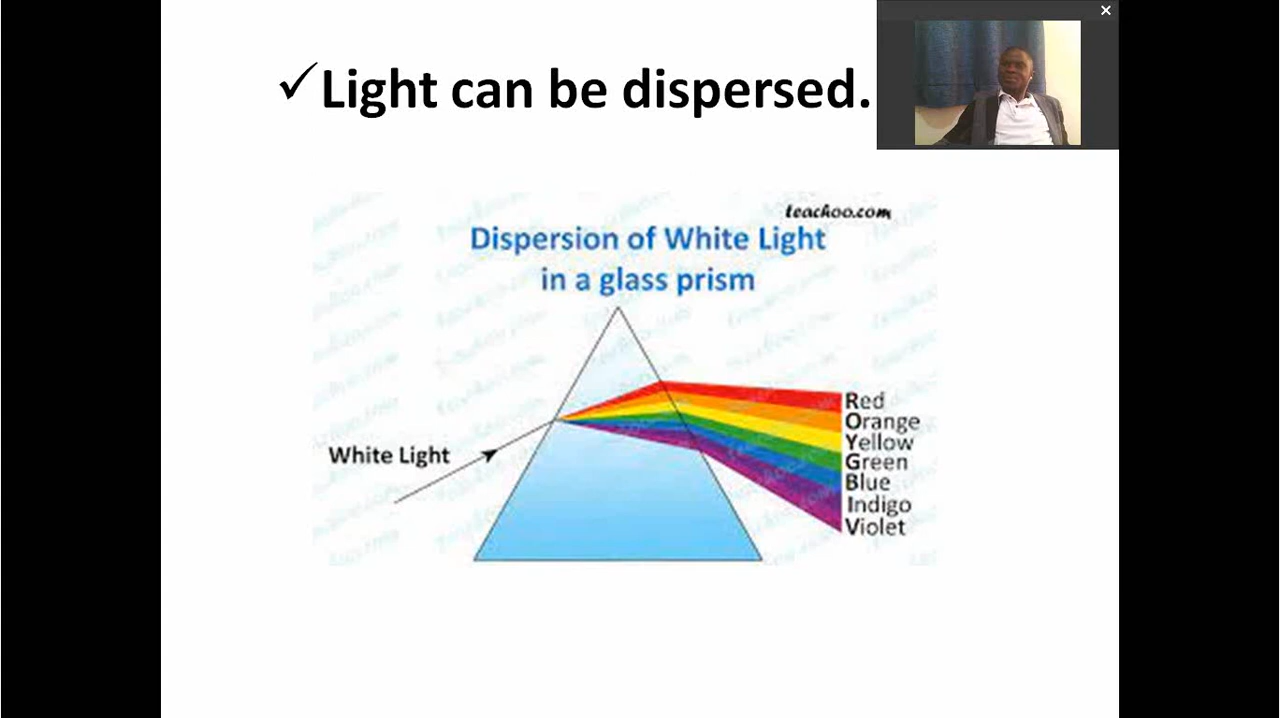 ✓Light can be dispersed.
teachoo.com
Dispersion of White Light
in a glass prism
White Light
Red
Orange
Yellow
Green
Blue
Indigo
Violet